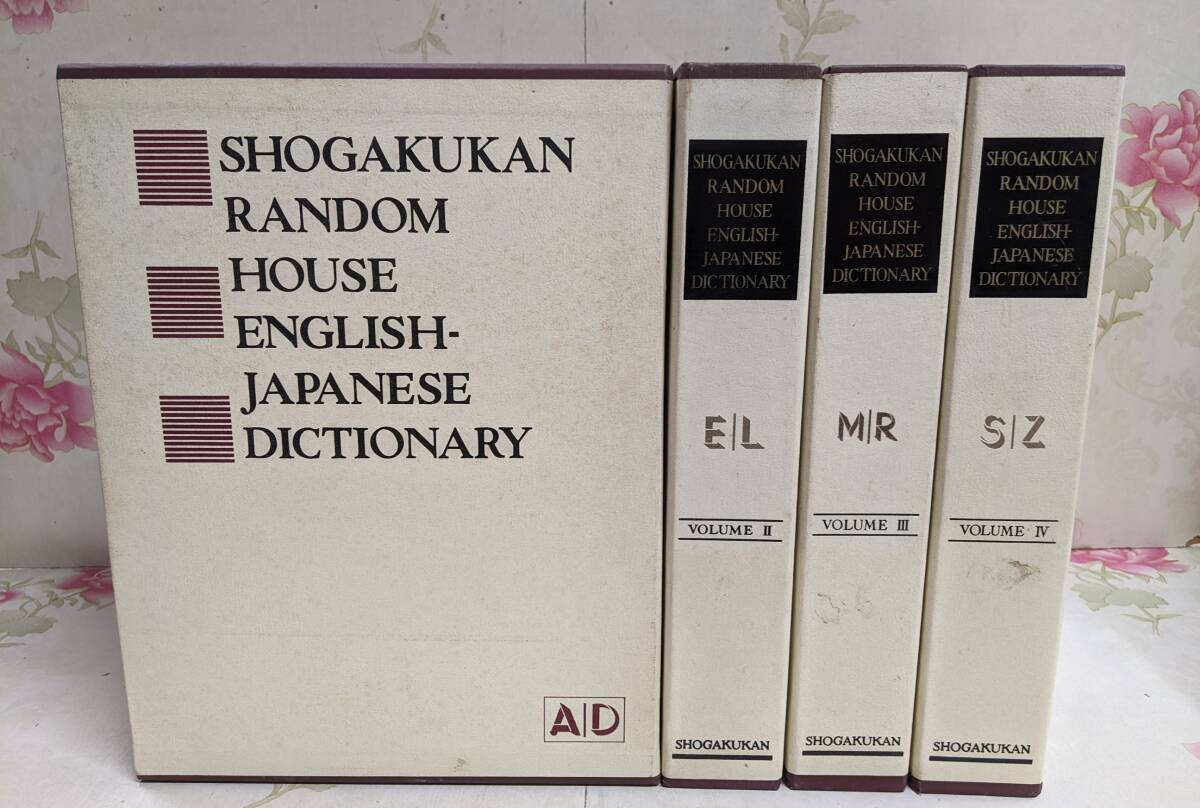 SHOGAKUKAN
RANDOM
HOUSE
ENGLISH-
JAPANESE
DICTIONARY
A|D
SHOGAKUKAN
RANDOM
HOUSE
ENGLISH-
JAPANESE
DICTIONARY
E|L
VOLUME II
SHOGAKUKAN
SHOGAKUKAN
RANDOM
HOUSE
ENGLISH-
JAPANESE
DICTIONARY
M|R
VOLUME III
SHOGAKUKAN
SHOGAKUKAN
RANDOM
HOUSE
ENGLISH-
JAPANESE
DICTIONARY
S|Z
VOLUME IV
SHOGAKUKAN